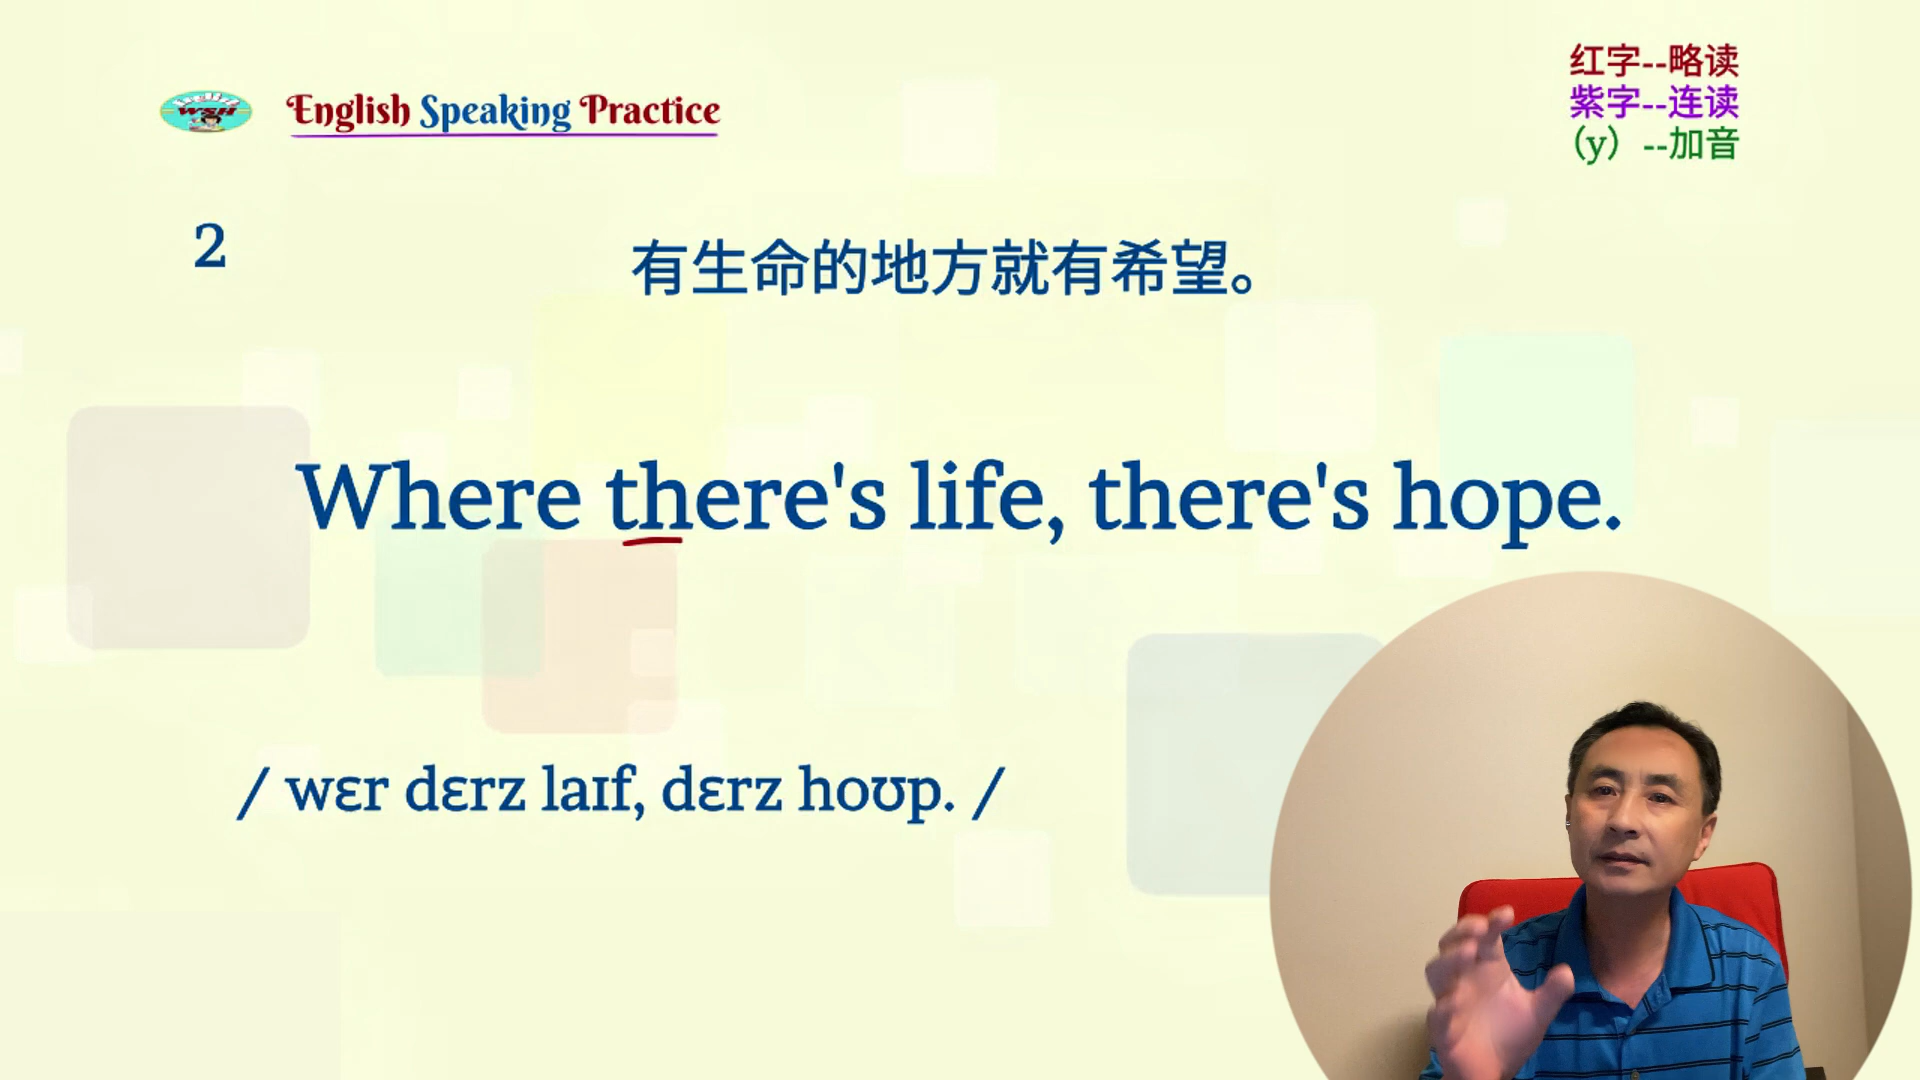 English Speaking Practice
红字--略读
紫字--连读
（y）--加音
2
有生命的地方就有希望。
Where there's life, there's hope.
/ wɛr dɛrz laɪf, dɛrz hoʊp. /